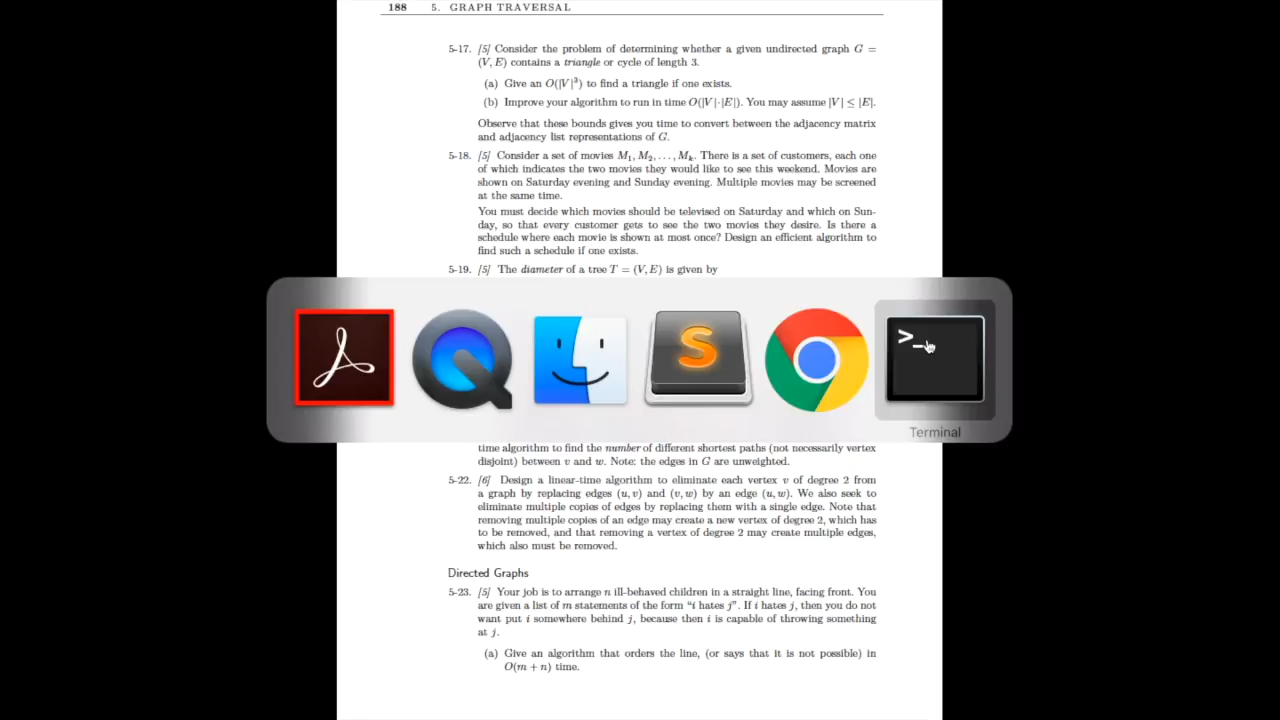 188 5. GRAPH TRAVERSAL
5-17. [5] Consider the problem of determining whether a given undirected graph G =
(V, E) contains a triangle or cycle of length 3.
(a) Give an O(|V|³) to find a triangle if one exists.
(b) Improve your algorithm to run in time O(|V|·|E|). You may assume |V| ≤ |E|.
Observe that these bounds gives you time to convert between the adjacency matrix
and adjacency list representations of G.
5-18. [5] Consider a set of movies M₁, M₂, . . . , Mₖ. There is a set of customers, each one
of which indicates the two movies they would like to see this weekend. Movies are
shown on Saturday evening and Sunday evening. Multiple movies may be screened
at the same time.
You must decide which movies should be televised on Saturday and which on Sun-
day, so that every customer gets to see the two movies they desire. Is there a
schedule where each movie is shown at most once? Design an efficient algorithm to
find such a schedule if one exists.
5-19. [5] The diameter of a tree T = (V, E) is given by
S
>_
Terminal
time algorithm to find the number of different shortest paths (not necessarily vertex
disjoint) between v and w. Note: the edges in G are unweighted.
5-22. [6] Design a linear-time algorithm to eliminate each vertex v of degree 2 from
a graph by replacing edges (u, v) and (v, w) by an edge (u, w). We also seek to
eliminate multiple copies of edges by replacing them with a single edge. Note that
removing multiple copies of an edge may create a new vertex of degree 2, which has
to be removed, and that removing a vertex of degree 2 may create multiple edges,
which also must be removed.
Directed Graphs
5-23. [5] Your job is to arrange n ill-behaved children in a straight line, facing front. You
are given a list of m statements of the form “i hates j”. If i hates j, then you do not
want put i somewhere behind j, because then i is capable of throwing something
at j.
(a) Give an algorithm that orders the line, (or says that it is not possible) in
O(m + n) time.